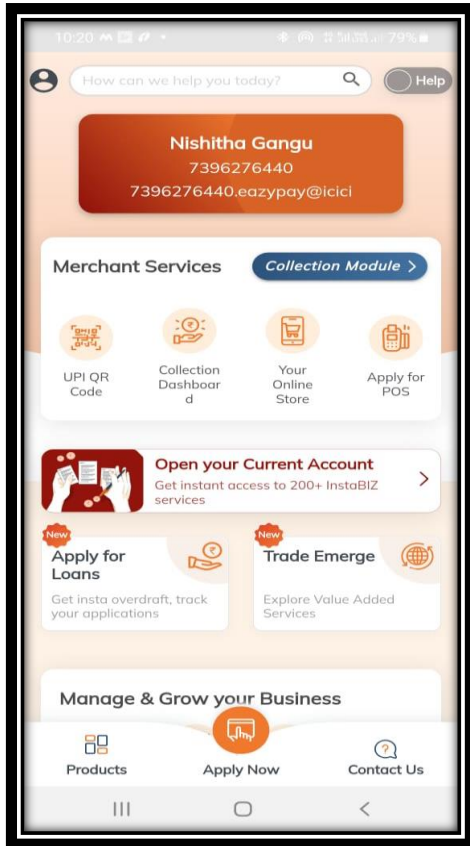 10:20
79%
How can we help you today?
Help
Nishitha Gangu
7396276440
7396276440.eazypay@icici
Merchant Services
Collection Module >
UPI QR
Code
Collection
Dashboar
d
Your
Online
Store
Apply for
POS
Open your Current Account
Get instant access to 200+ InstaBIZ
services
New
Apply for
Loans
Get insta overdraft, track
your applications
New
Trade Emerge
Explore Value Added
Services
Manage & Grow your Business
Products
Apply Now
Contact Us